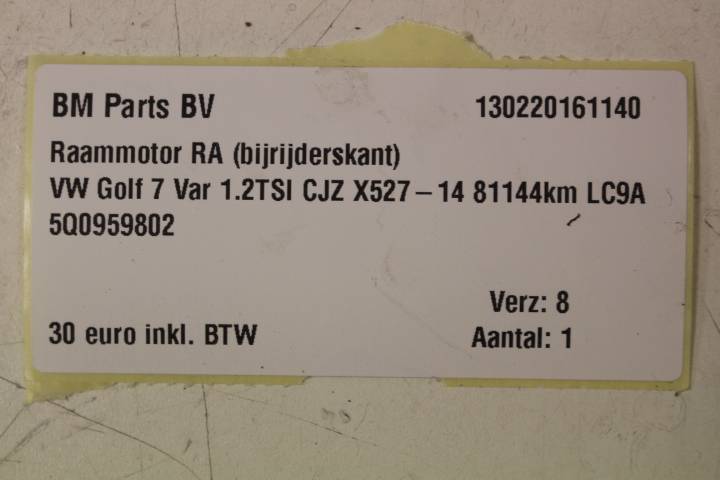 BM Parts BV 130220161140
Raammotor RA (bijrijderskant)
VW Golf 7 Var 1.2TSI CJZ X527 – 14 81144km LC9A
5Q0959802
Verz: 8
30 euro inkl. BTW Aantal: 1